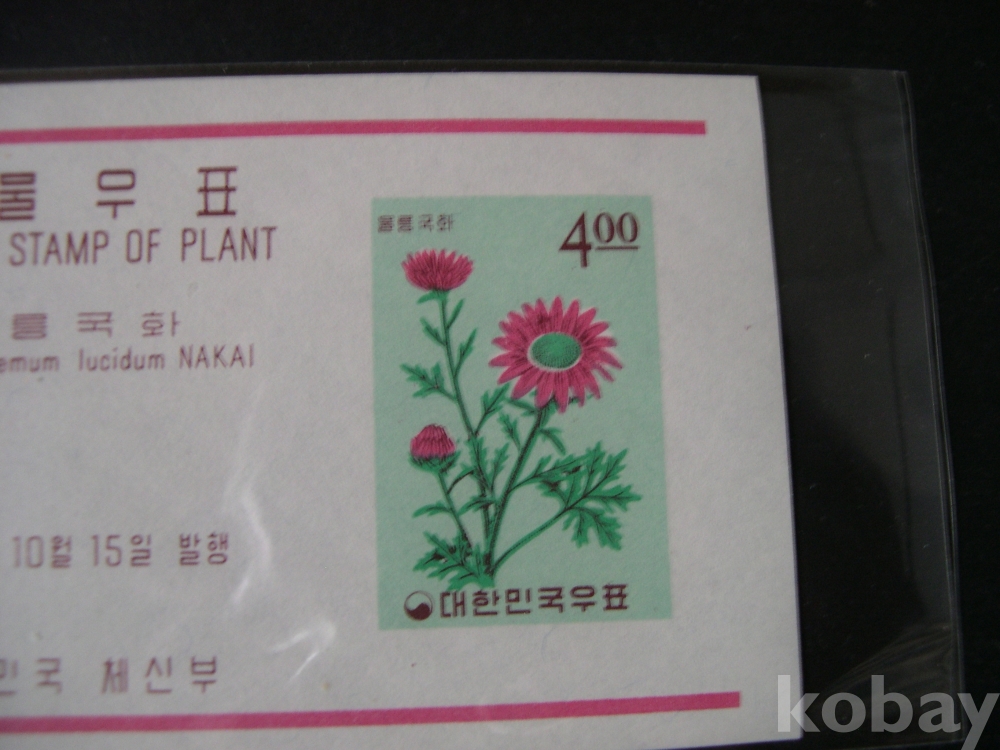 물 우 표
STAMP OF PLANT
릉 국 화
emum lucidum NAKAI
10월 15일 발행
민국 체신부
울릉국화
4.00
대한민국우표
kobay